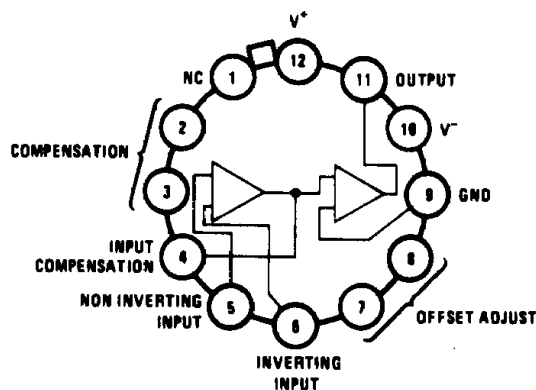 V+
NC
1
12
11
OUTPUT
2
10
V−
COMPENSATION
3
9
GND
INPUT
COMPENSATION
4
8
NON INVERTING
INPUT
5
6
7
OFFSET ADJUST
INVERTING
INPUT